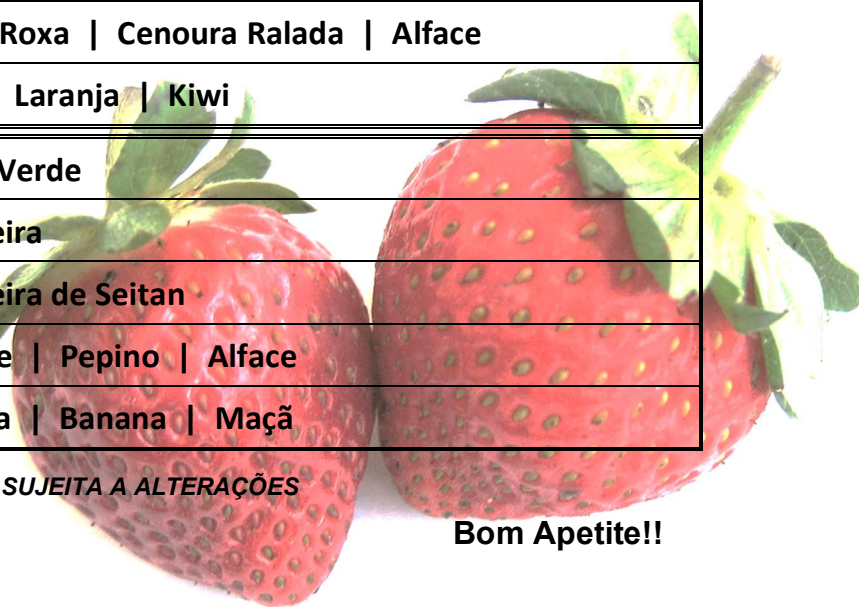 Roxa | Cenoura Ralada | Alface
Laranja | Kiwi
Verde
eira
eira de Seitan
e | Pepino | Alface
a | Banana | Maçã
SUJEITA A ALTERAÇÕES
Bom Apetite!!